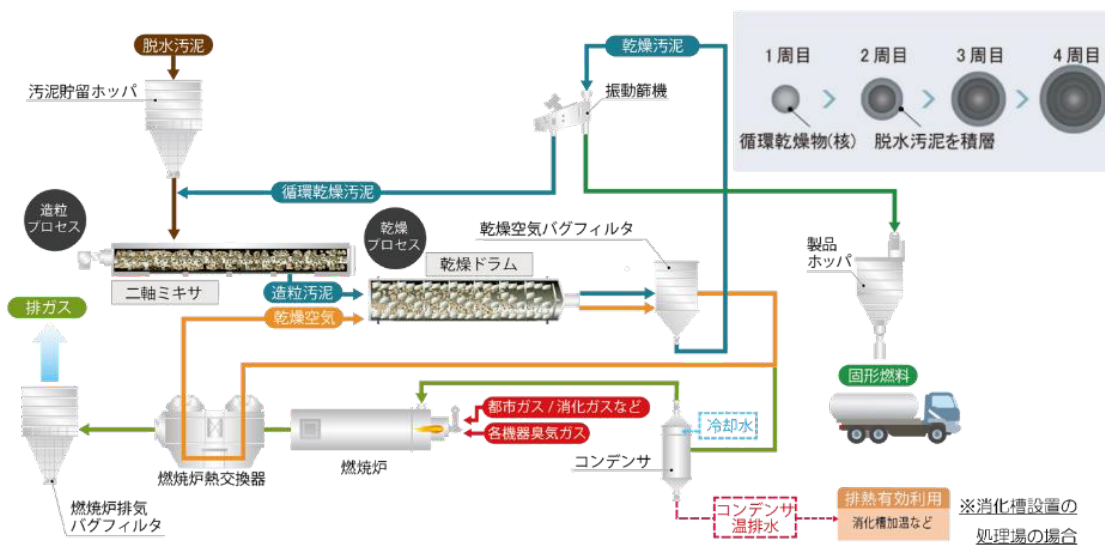 脱水汚泥
汚泥貯留ホッパ
乾燥汚泥
振動篩機
1周目
2周目
3周目
4周目
循環乾燥物(核)
脱水汚泥を積層
循環乾燥汚泥
造粒
プロセス
乾燥
プロセス
乾燥空気バグフィルタ
製品
ホッパ
二軸ミキサ
乾燥ドラム
造粒汚泥
乾燥空気
排ガス
固形燃料
都市ガス/消化ガスなど
各機器臭気ガス
冷却水
燃焼炉熱交換器
燃焼炉
コンデンサ
燃焼炉排気
バグフィルタ
コンデンサ
温排水
排熱有効利用
消化槽加温など
※消化槽設置の
処理場の場合